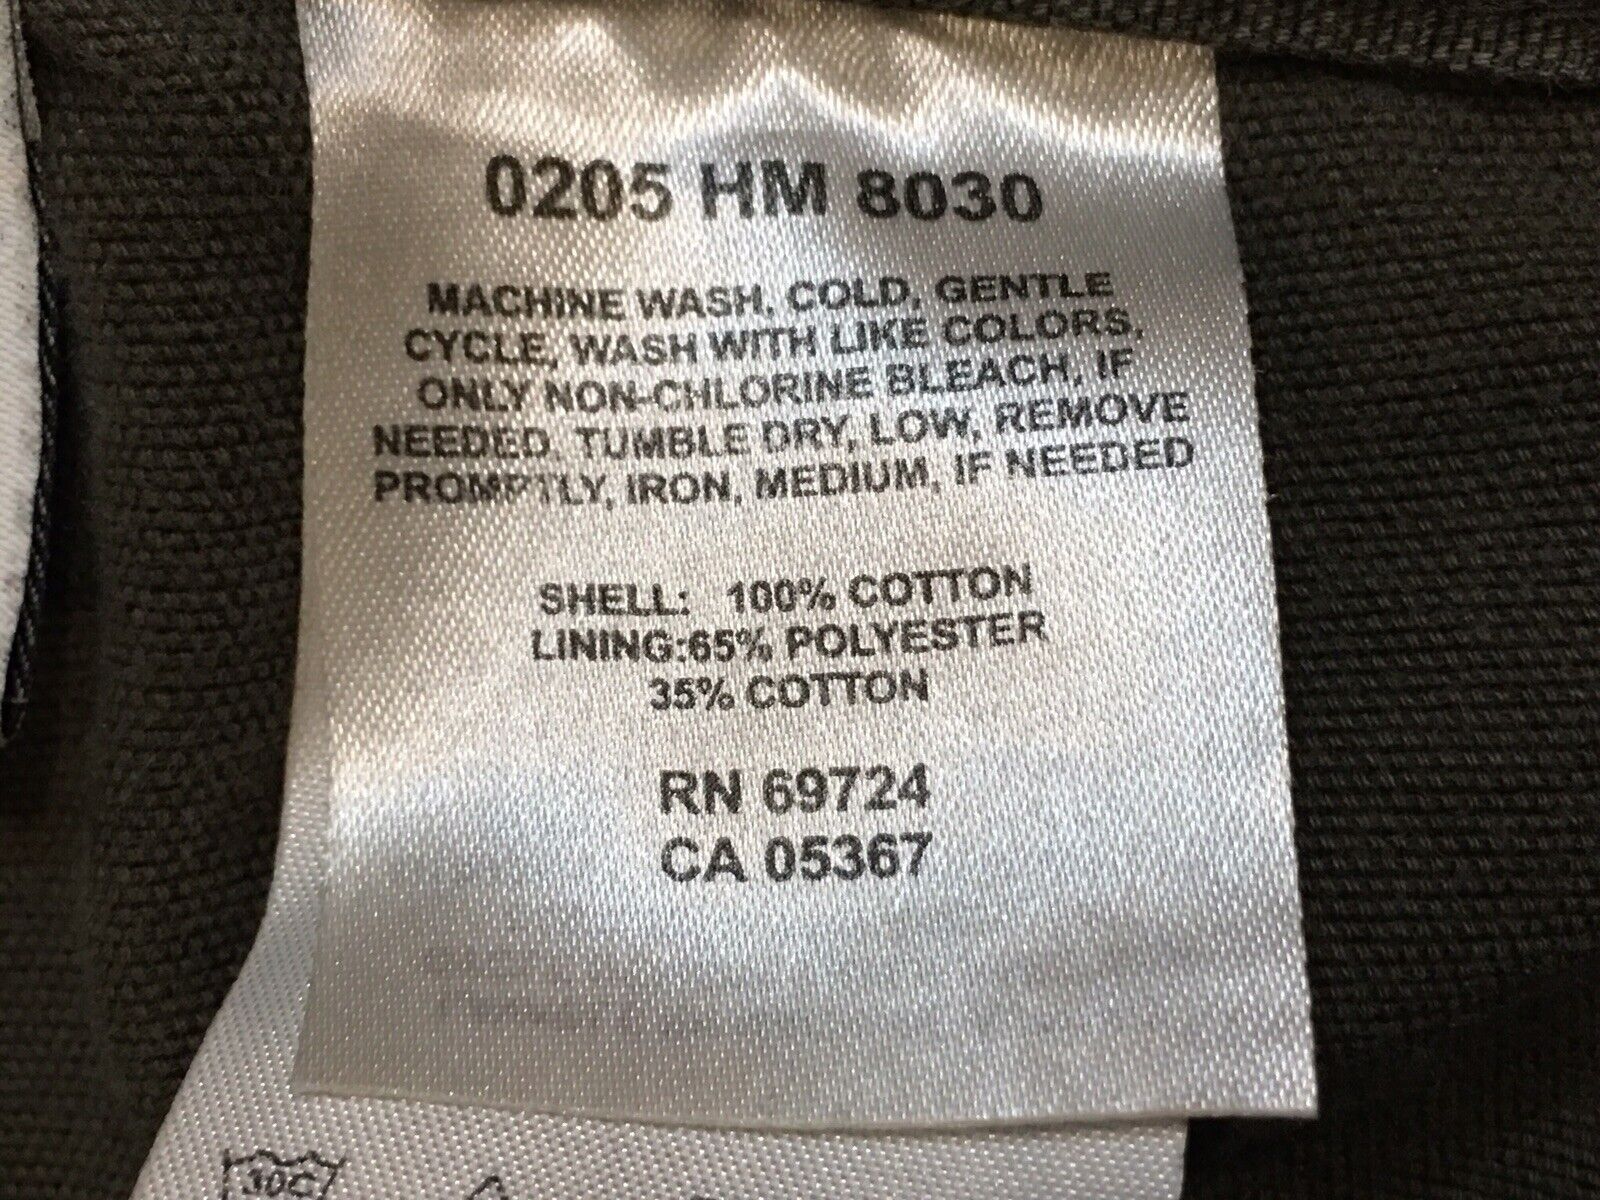 0205 HM 8030
MACHINE WASH, COLD, GENTLE
CYCLE, WASH WITH LIKE COLORS,
ONLY NON-CHLORINE BLEACH, IF
NEEDED, TUMBLE DRY, LOW, REMOVE
PROMPTLY, IRON, MEDIUM, IF NEEDED
SHELL: 100% COTTON
LINING:65% POLYESTER
35% COTTON
RN 69724
CA 05367
30C